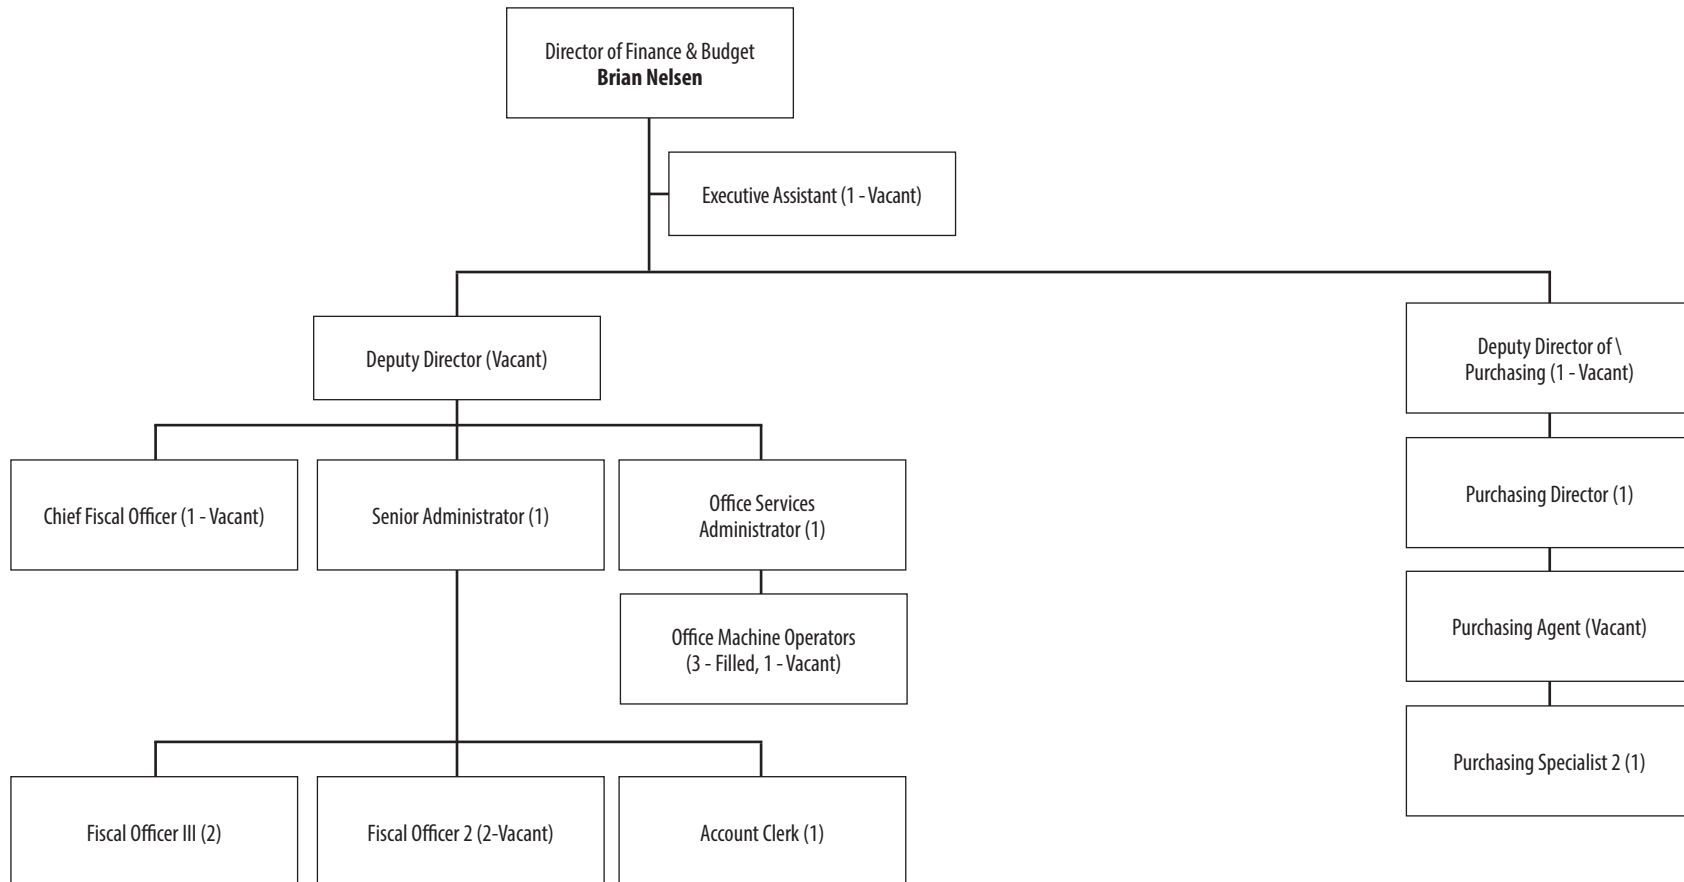 Director of Finance & Budget
Brian Nelsen
Executive Assistant (1 - Vacant)
Deputy Director (Vacant)
Deputy Director of \
Purchasing (1 - Vacant)
Chief Fiscal Officer (1 - Vacant)
Senior Administrator (1)
Office Services
Administrator (1)
Purchasing Director (1)
Office Machine Operators
(3 - Filled, 1 - Vacant)
Purchasing Agent (Vacant)
Purchasing Specialist 2 (1)
Fiscal Officer III (2)
Fiscal Officer 2 (2-Vacant)
Account Clerk (1)